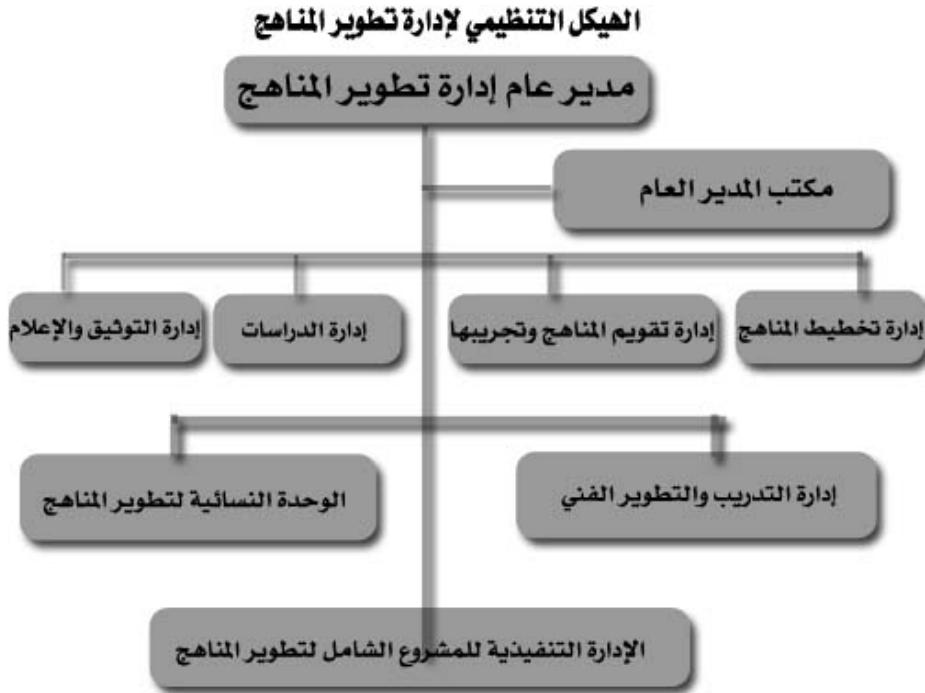 الهيكل التنظيمي لإدارة تطوير المناهج
مدير عام إدارة تطوير المناهج
مكتب المدير العام
إدارة تخطيط المناهج
إدارة تقويم المناهج وتجريبها
إدارة الدراسات
إدارة التوثيق والإعلام
إدارة التدريب والتطوير الفني
الوحدة النسائية لتطوير المناهج
الإدارة التنفيذية للمشروع الشامل لتطوير المناهج